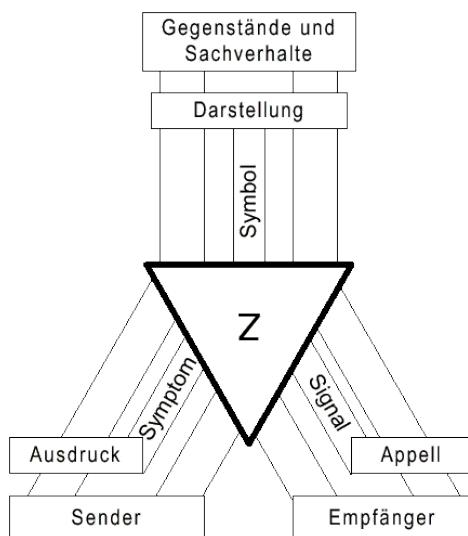 Gegenstände und
Sachverhalte
Darstellung
Symbol
Z
Symptom
Signal
Ausdruck
Appell
Sender
Empfänger